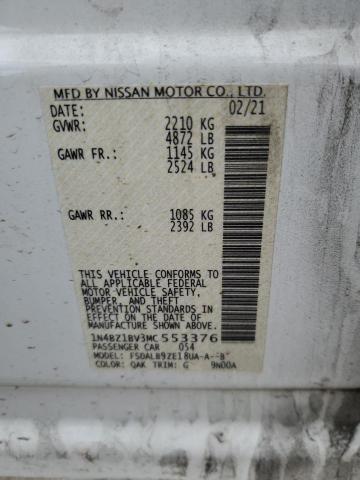 MFD BY NISSAN MOTOR CO., LTD.
DATE: 02/21
GVWR: 2210 KG
4872 LB
GAWR FR.: 1145 KG
2524 LB
GAWR RR.: 1085 KG
2392 LB
THIS VEHICLE CONFORMS TO
ALL APPLICABLE FEDERAL
MOTOR VEHICLE SAFETY,
BUMPER, AND THEFT
PREVENTION STANDARDS
IN EFFECT ON THE DATE OF
MANUFACTURE SHOWN ABOVE.
1N4BZ1BV3MC 553376
PASSENGER CAR 054
MODEL: FSDALB9ZE18UA-A--B
COLOR: QAK TRIM: G 9N00A